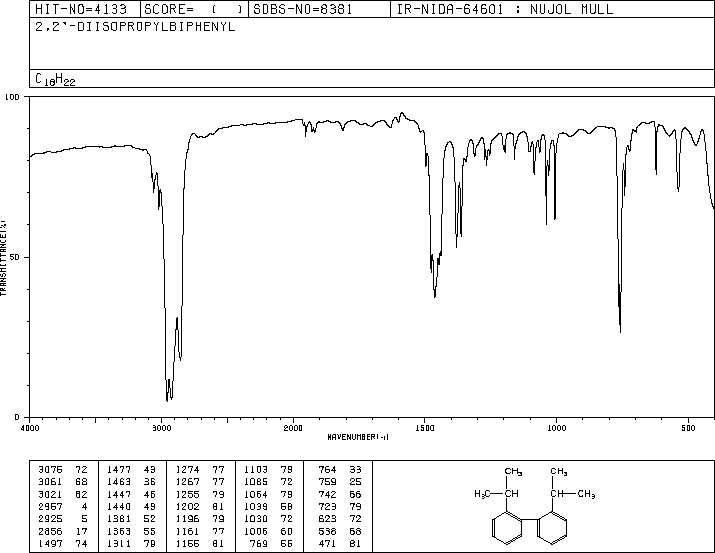 HIT-NO=4133 SCORE= ( ) SDBS-NO=8381 IR-NIDA-64601 : NUJOL MULL
2,2'-DIISOPROPYLBIPHENYL
C18H22
100
50
0
TRANSMITTANCE(%)
4000 3000 2000 1500 1000 500
WAVENUMBER(-1)
3076 72 1477 43 1274 77 1103 79 764 33
3061 68 1463 36 1267 77 1085 72 759 25
3021 62 1447 46 1255 79 1064 79 742 66
2967 4 1440 49 1202 81 1039 58 723 79
2925 5 1381 52 1196 79 1030 72 623 72
2856 17 1363 55 1161 77 1006 60 538 68
1497 74 1311 79 1156 81 769 56 471 81
CH3 CH3
H3C CH CH CH3